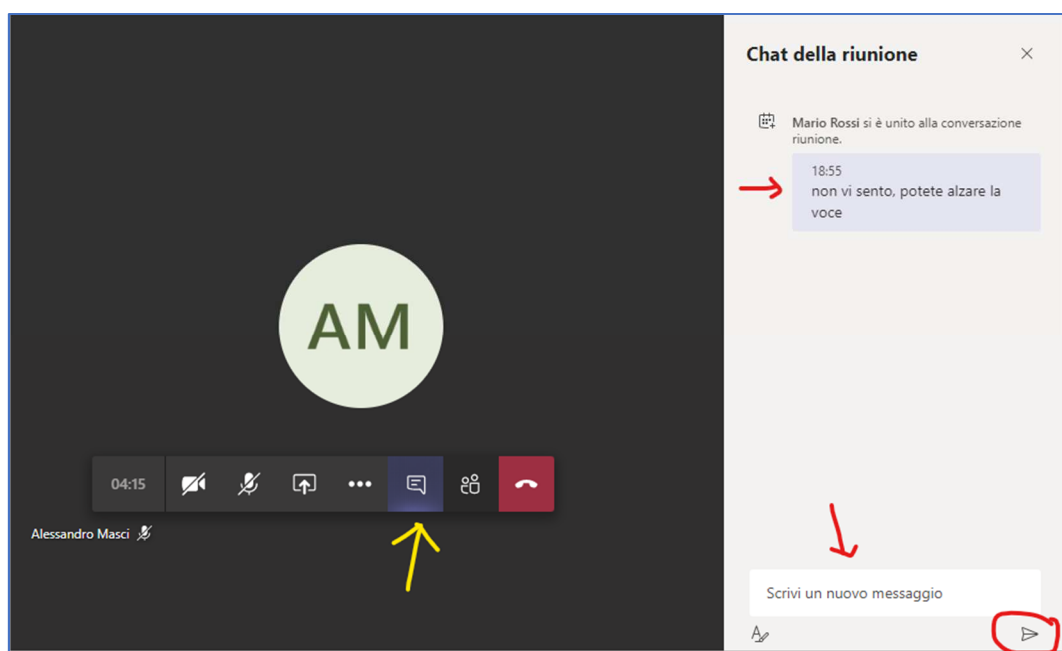 Chat della riunione
Mario Rossi si è unito alla conversazione
riunione.
18:55
non vi sento, potete alzare la
voce
AM
04:15
Alessandro Masci
Scrivi un nuovo messaggio